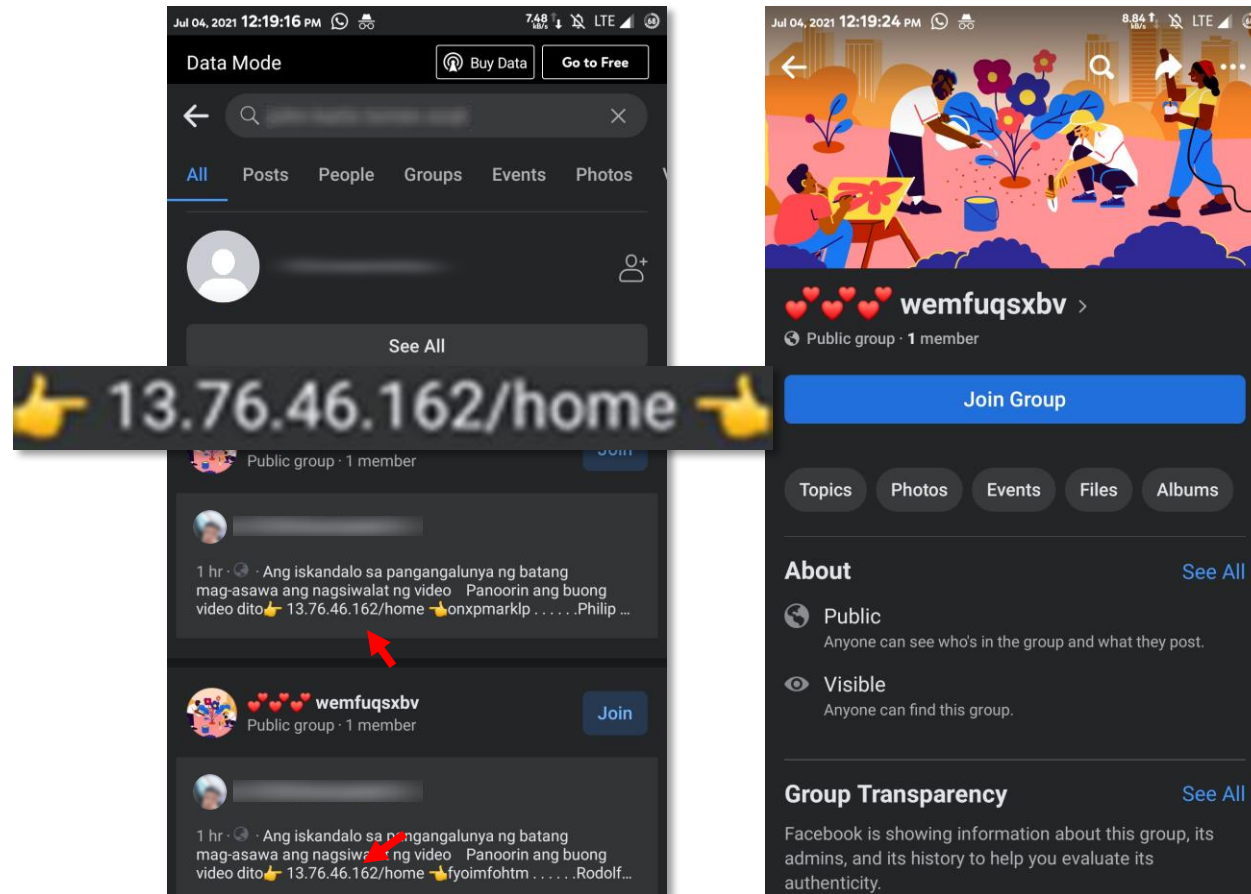 Jul 04, 2021 12:19:16 PM 7.48 kB/s LTE 68
Data Mode Buy Data Go to Free
All Posts People Groups Events Photos
See All
👉 13.76.46.162/home 👈
Public group · 1 member
1 hr · · Ang iskandalo sa pangangalunya ng batang
mag-asawa ang nagsiwalat ng video Panoorin ang buong
video dito👉 13.76.46.162/home 👈onxpmarklp . . . . . .Philip ...
💕💕💕 wemfuqsxbv Join
Public group · 1 member
1 hr · · Ang iskandalo sa pangangalunya ng batang
mag-asawa ang nagsiwalat ng video Panoorin ang buong
video dito👉 13.76.46.162/home 👈fyoimfohtm . . . . . .Rodolf...
Jul 04, 2021 12:19:24 PM 8.84 kB/s LTE
💕💕💕 wemfuqsxbv >
Public group · 1 member
Join Group
Topics Photos Events Files Albums
About See All
Public
Anyone can see who's in the group and what they post.
Visible
Anyone can find this group.
Group Transparency See All
Facebook is showing information about this group, its
admins, and its history to help you evaluate its
authenticity.